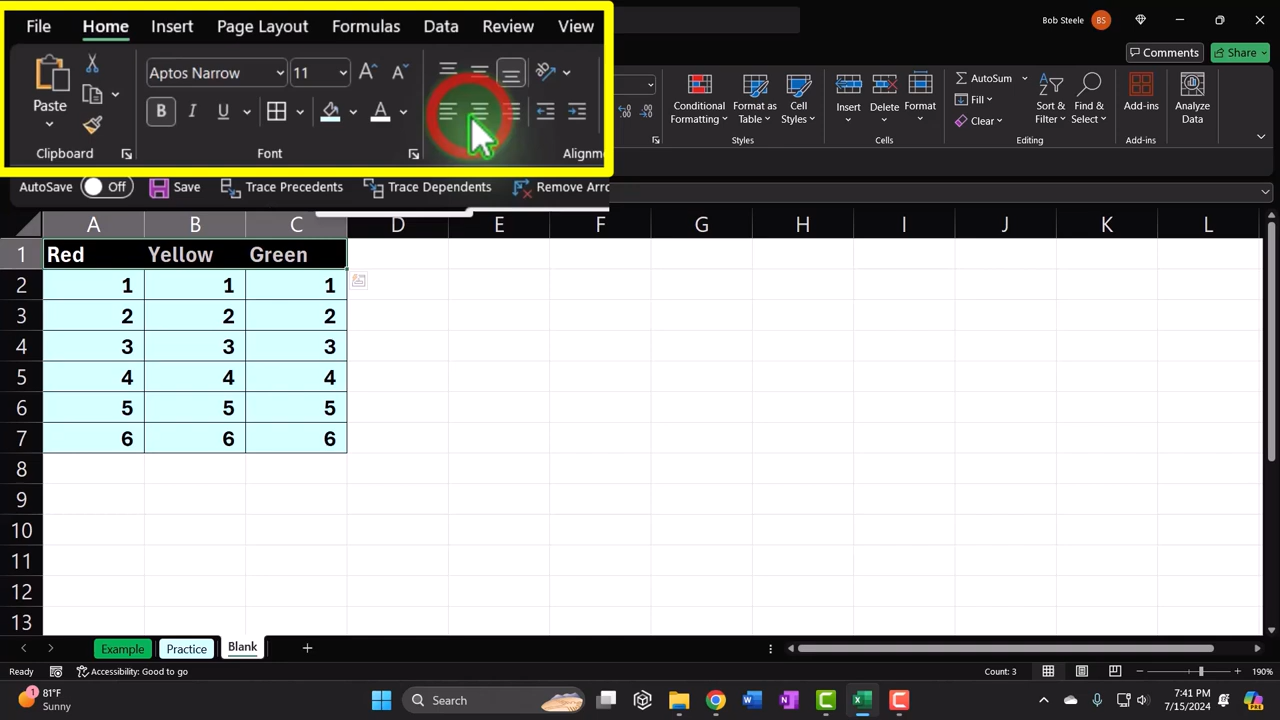 File Home Insert Page Layout Formulas Data Review View
Bob Steele BS
Comments Share
Paste
Aptos Narrow 11
B I U
Clipboard Font
Conditional Formatting Format as Table Cell Styles
Styles
Insert Delete Format
Cells
AutoSum
Fill
Clear
Sort & Filter Find & Select
Editing
Add-ins
Add-ins
Analyze Data
AutoSave Off Save Trace Precedents Trace Dependents
A B C D E F G H I J K L
1 Red Yellow Green
2 1 1 1
3 2 2 2
4 3 3 3
5 4 4 4
6 5 5 5
7 6 6 6
8
9
10
11
12
13
Example Practice Blank
Ready Accessibility: Good to go Count: 3 190%
81°F
Sunny
Search
7:41 PM
7/15/2024